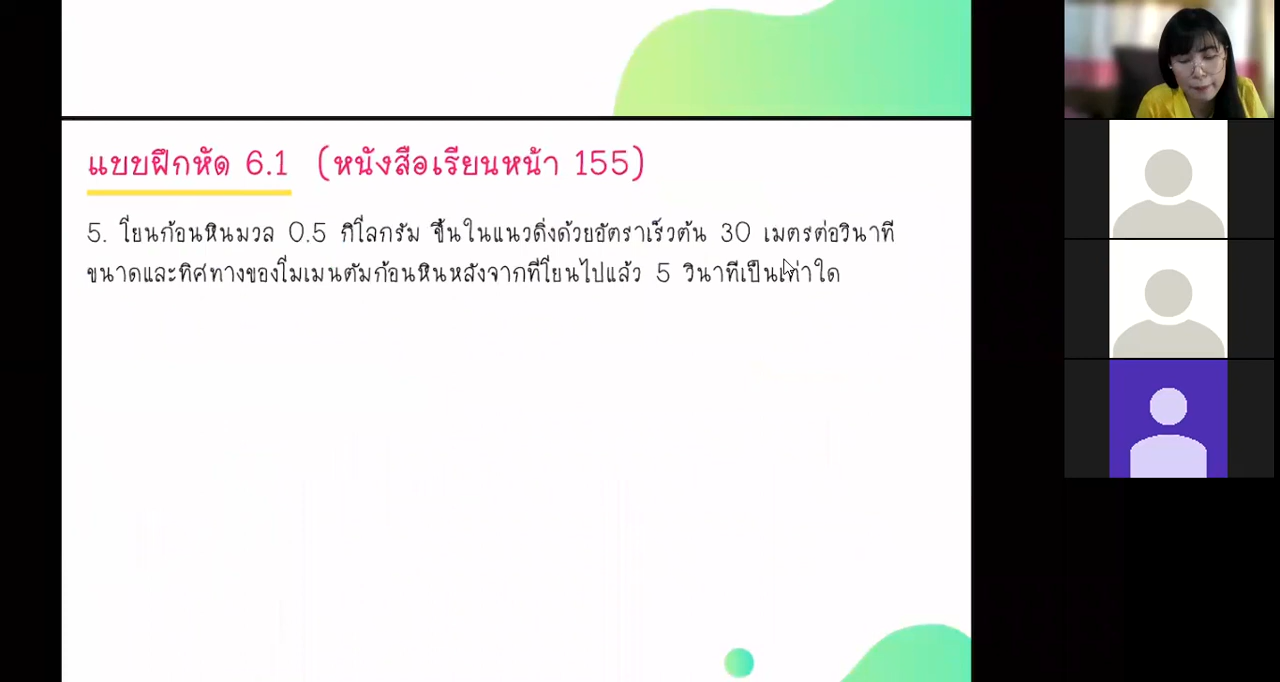 แบบฝึกหัด 6.1 (หนังสือเรียนหน้า 155)
5. โยนก้อนหินมวล 0.5 กิโลกรัม ขึ้นในแนวดิ่งด้วยอัตราเร็วต้น 30 เมตรต่อวินาที
ขนาดและทิศทางของโมเมนตัมก้อนหินหลังจากที่โยนไปแล้ว 5 วินาทีเป็นเท่าใด